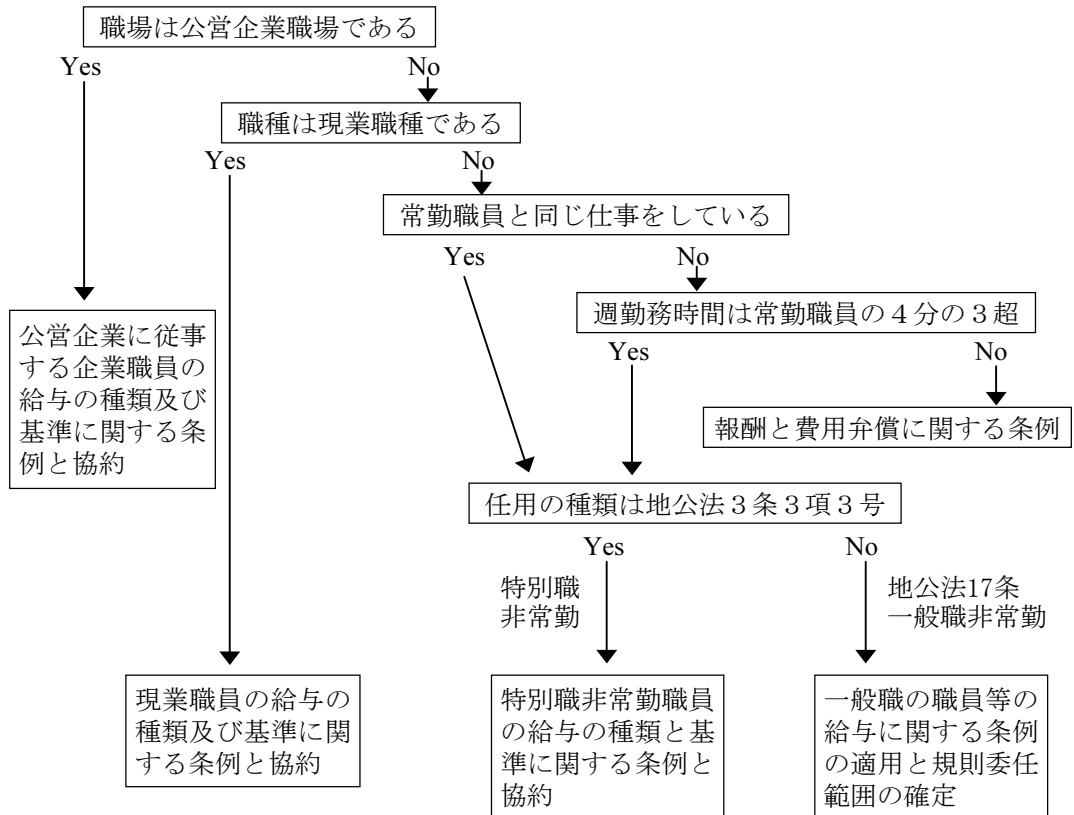 職場は公営企業職場である
Yes
No
職種は現業職種である
Yes
No
常勤職員と同じ仕事をしている
Yes
No
週勤務時間は常勤職員の４分の３超
公営企業に従事
する企業職員の
給与の種類及び
基準に関する条
例と協約
Yes
No
報酬と費用弁償に関する条例
任用の種類は地公法３条３項３号
Yes
No
特別職
非常勤
地公法17条
一般職非常勤
現業職員の給与の
種類及び基準に関
する条例と協約
特別職非常勤職員
の給与の種類と基
準に関する条例と
協約
一般職の職員等の
給与に関する条例
の適用と規則委任
範囲の確定